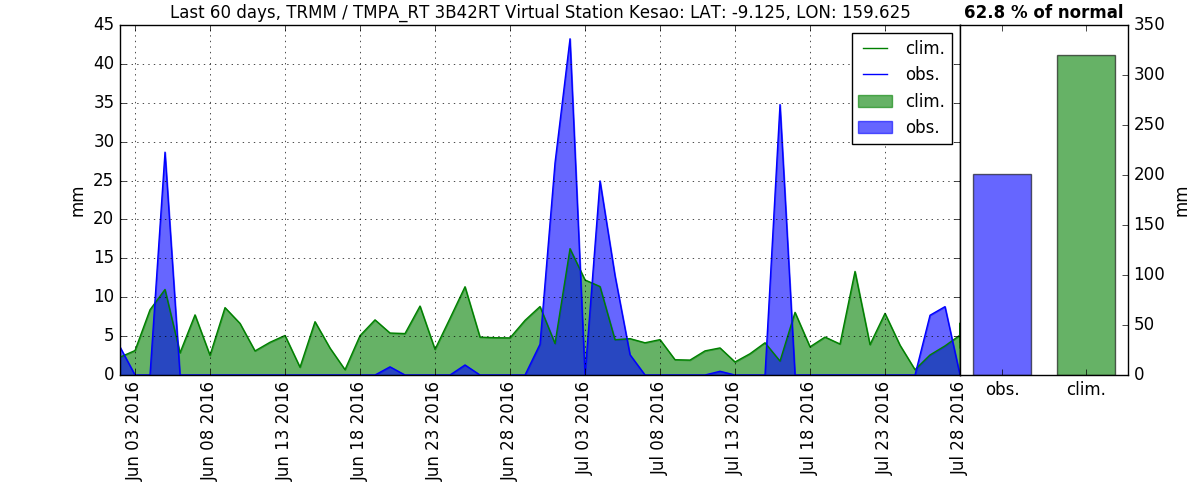 Last 60 days, TRMM / TMPA_RT 3B42RT Virtual Station Kesao: LAT: -9.125, LON: 159.625
62.8 % of normal
mm
45
40
35
30
25
20
15
10
5
0
clim.
obs.
clim.
obs.
Jun 03 2016
Jun 08 2016
Jun 13 2016
Jun 18 2016
Jun 23 2016
Jun 28 2016
Jul 03 2016
Jul 08 2016
Jul 13 2016
Jul 18 2016
Jul 23 2016
Jul 28 2016
obs.
clim.
350
300
250
200
150
100
50
0
mm